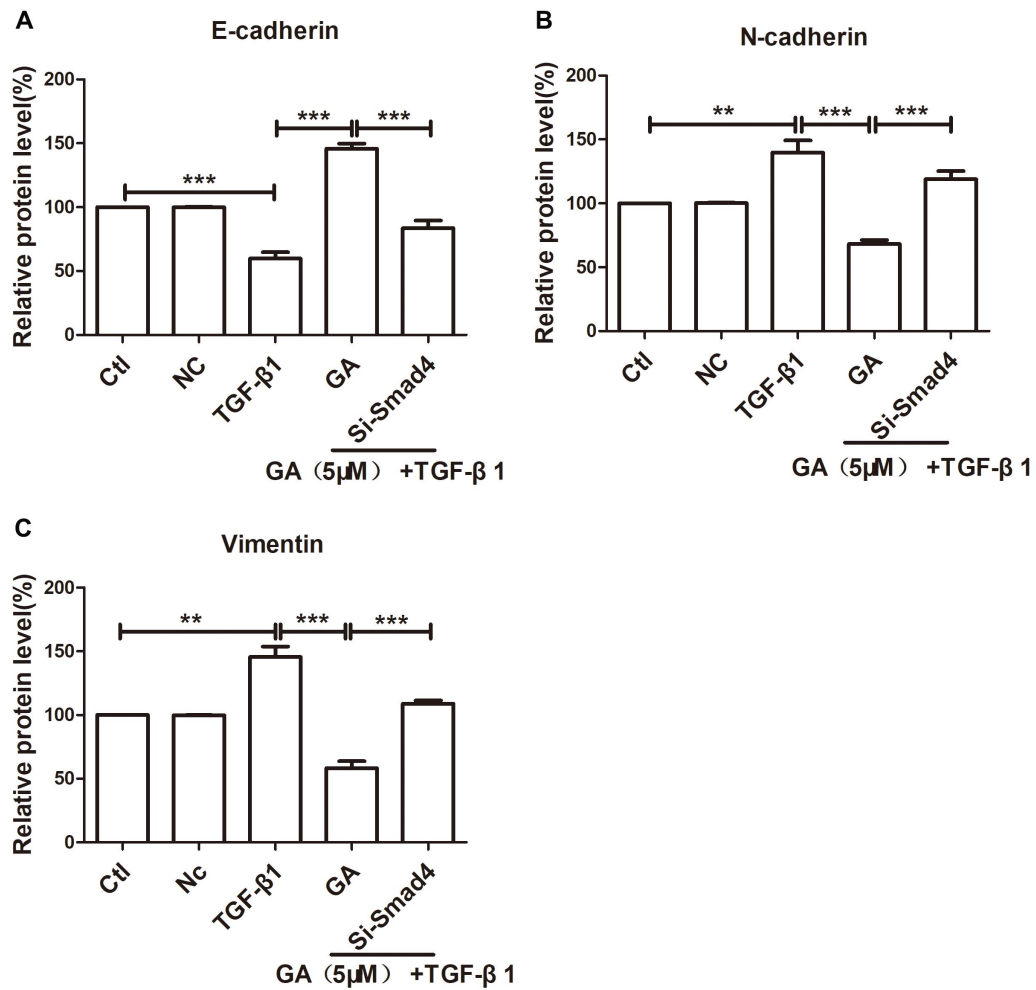 A
E-cadherin
Relative protein level(%)
200
150
100
50
0
***
***
***
Ctl
NC
TGF-β1
GA
Si-Smad4
GA（5μM） +TGF-β 1
B
N-cadherin
Relative protein level(%)
200
150
100
50
0
**
***
***
Ctl
NC
TGF-β1
GA
Si-Smad4
GA（5μM） +TGF-β 1
C
Vimentin
Relative protein level(%)
200
150
100
50
0
**
***
***
Ctl
Nc
TGF-β1
GA
Si-Smad4
GA（5μM） +TGF-β 1